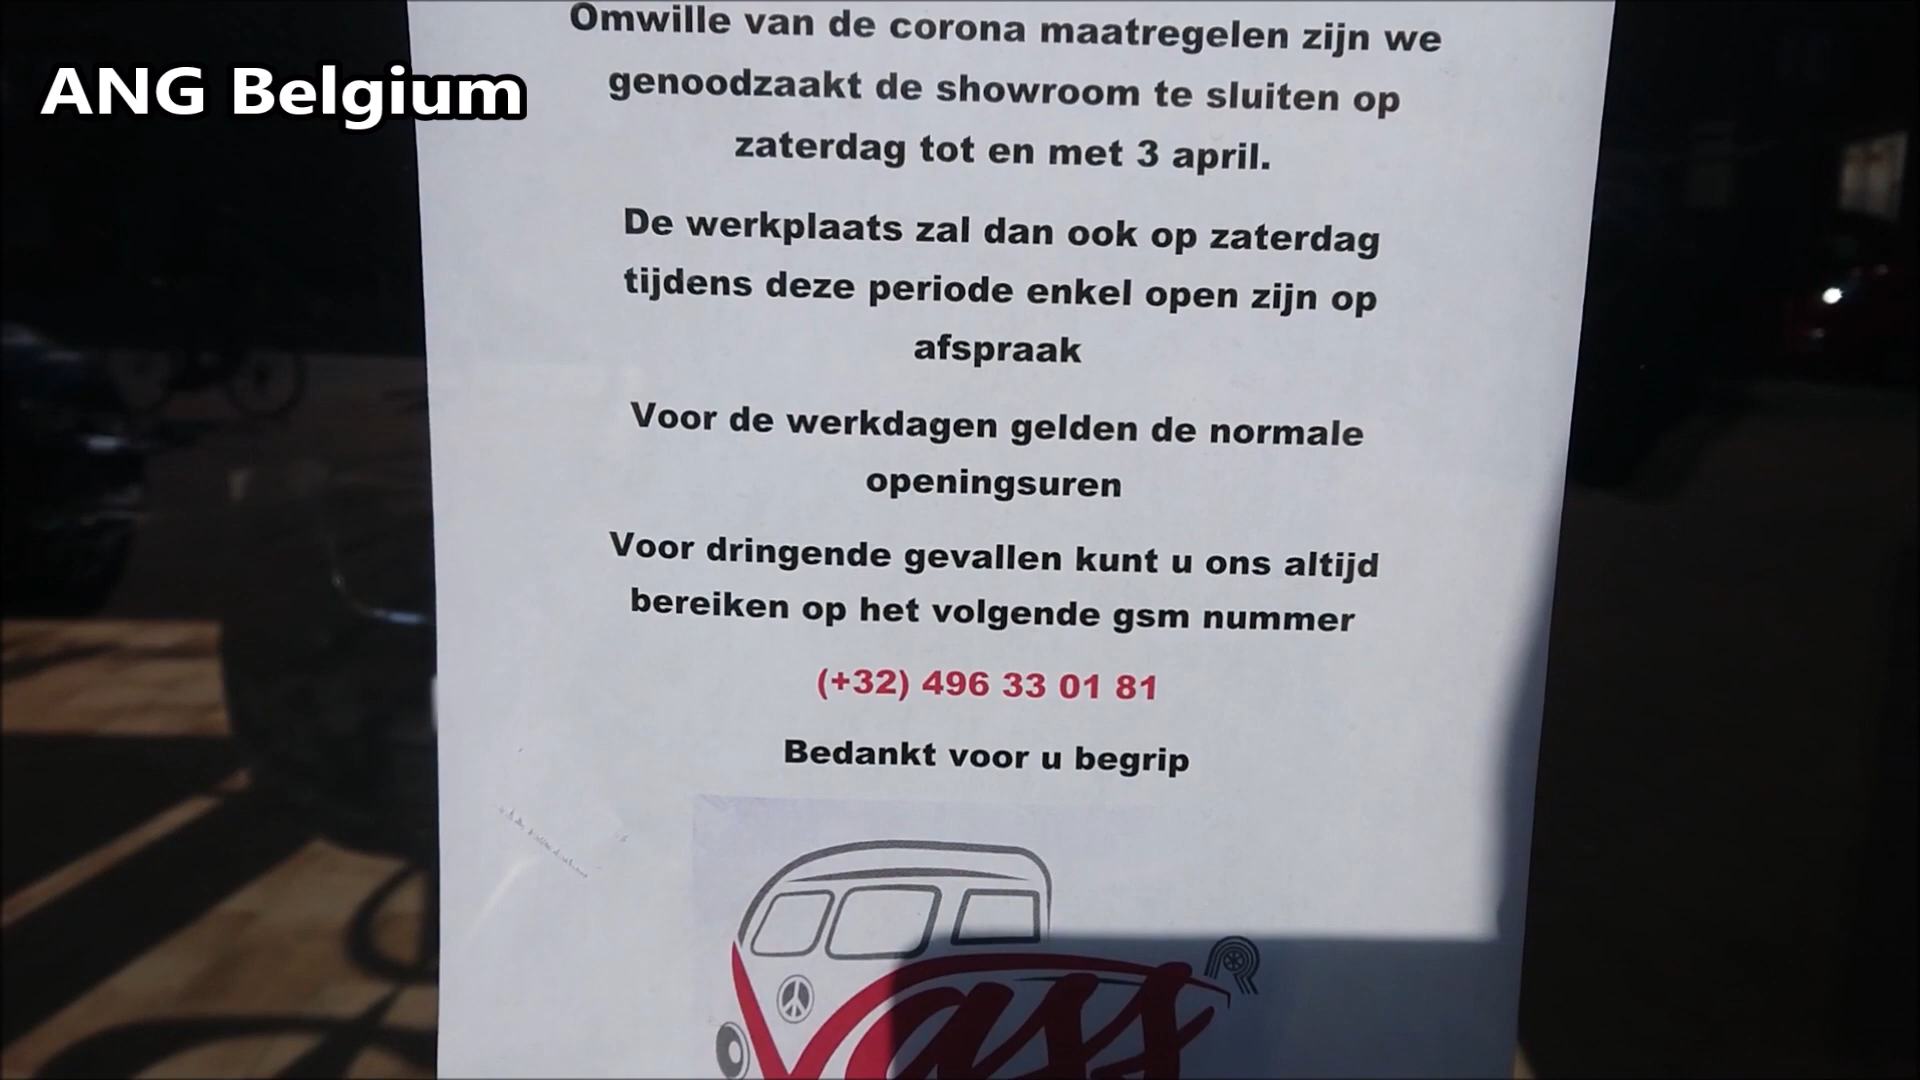 ANG Belgium
Omwille van de corona maatregelen zijn we
genoodzaakt de showroom te sluiten op
zaterdag tot en met 3 april.
De werkplaats zal dan ook op zaterdag
tijdens deze periode enkel open zijn op
afspraak
Voor de werkdagen gelden de normale
openingsuren
Voor dringende gevallen kunt u ons altijd
bereiken op het volgende gsm nummer
(+32) 496 33 01 81
Bedankt voor u begrip
Vass
R